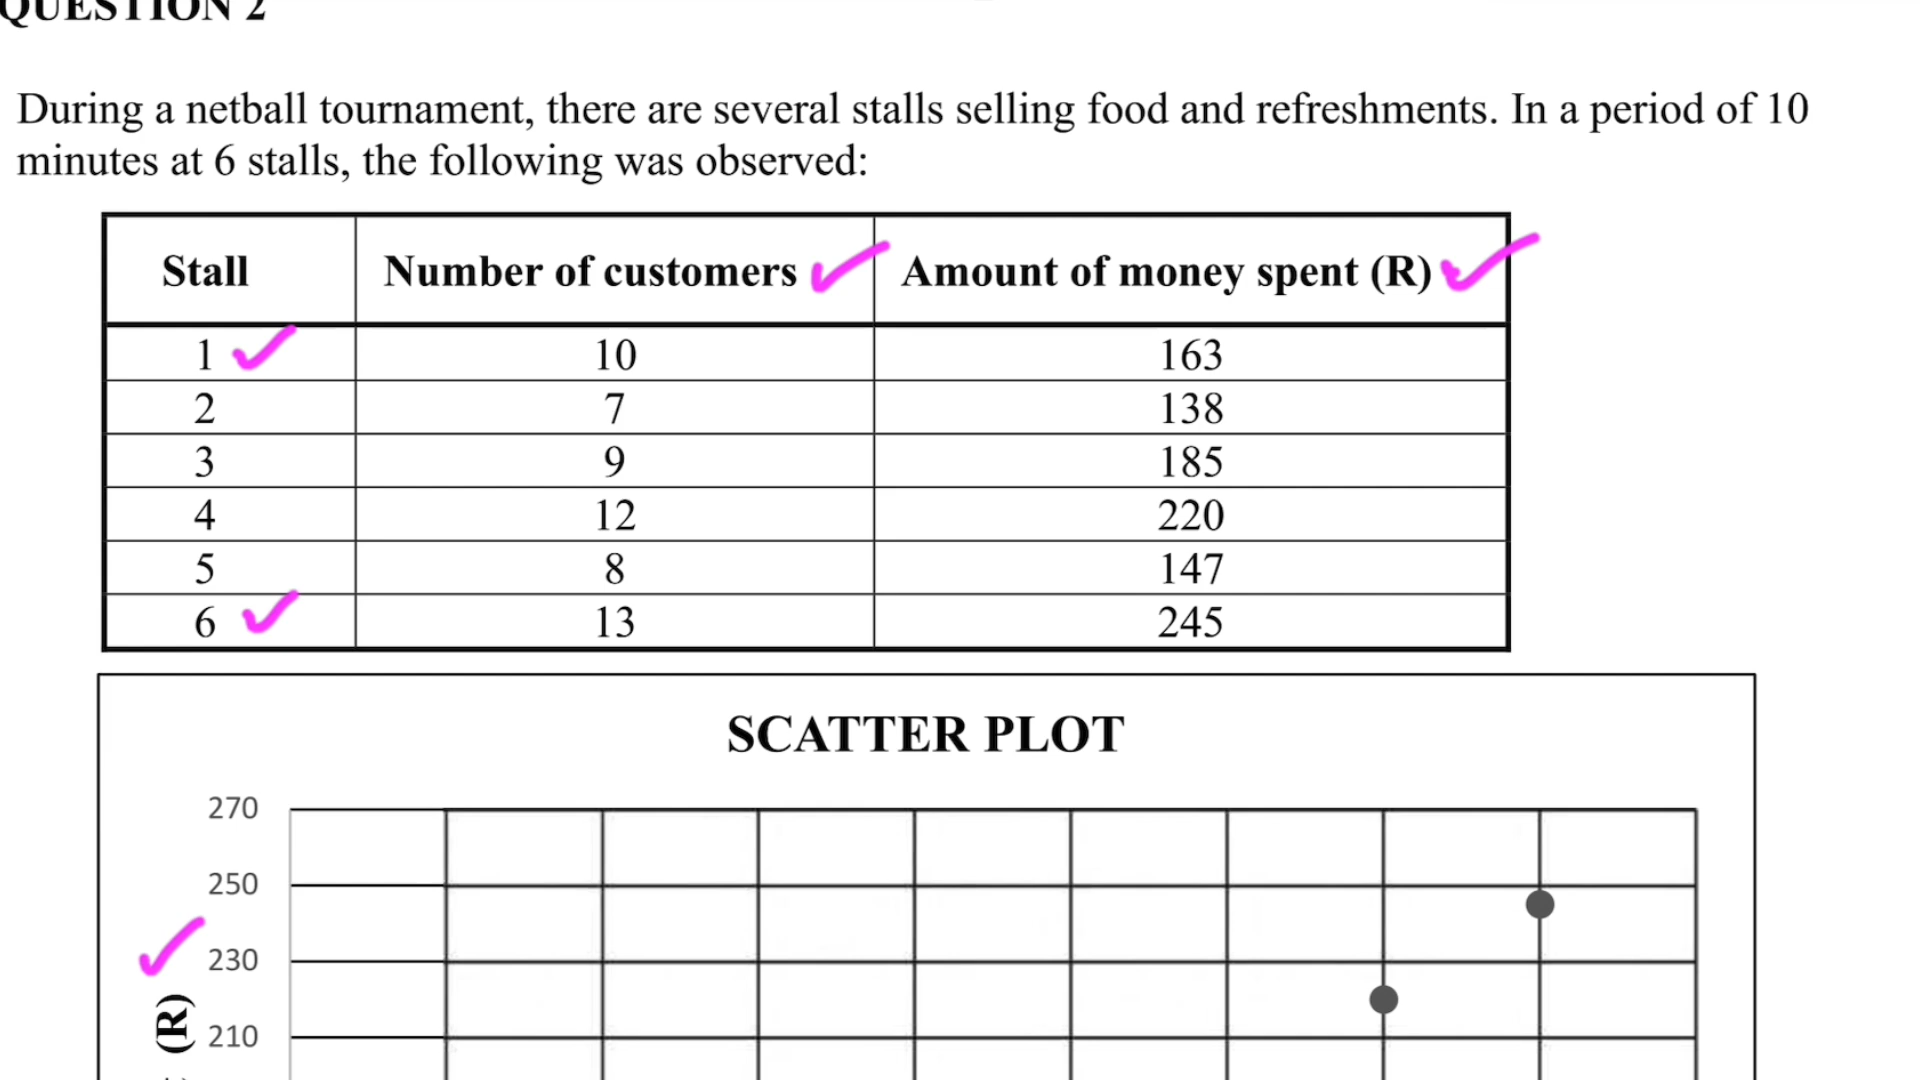 QUESTION 2
During a netball tournament, there are several stalls selling food and refreshments. In a period of 10
minutes at 6 stalls, the following was observed:
Stall Number of customers Amount of money spent (R)
1 10 163
2 7 138
3 9 185
4 12 220
5 8 147
6 13 245
SCATTER PLOT
270
250
230
210
(R)